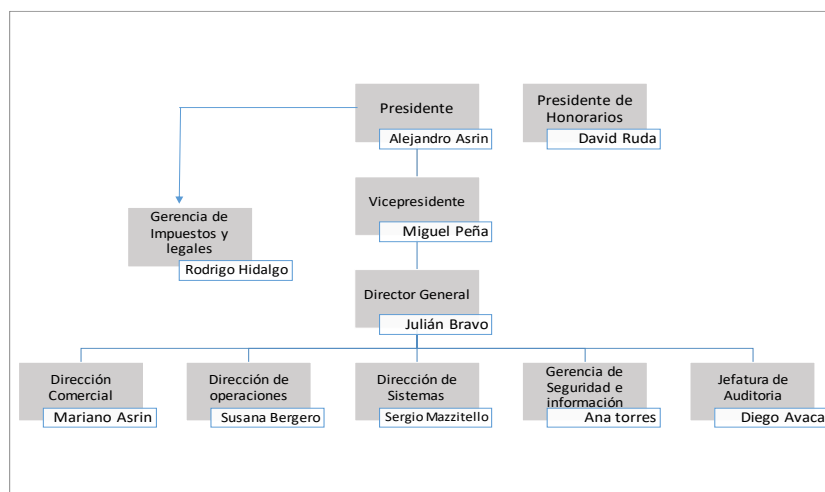 Presidente
Alejandro Asrin
Presidente de
Honorarios
David Ruda
Vicepresidente
Miguel Peña
Gerencia de
Impuestos y
legales
Rodrigo Hidalgo
Director General
Julián Bravo
Dirección
Comercial
Mariano Asrin
Dirección de
operaciones
Susana Bergero
Dirección de
Sistemas
Sergio Mazzitello
Gerencia de
Seguridad e
información
Ana torres
Jefatura de
Auditoria
Diego Avaca